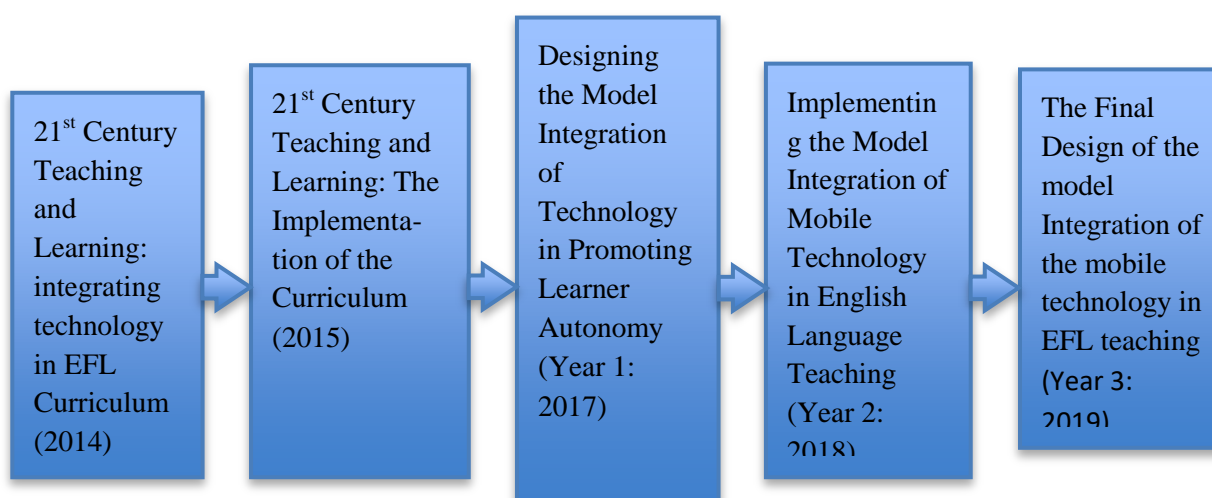 21st Century
Teaching
and
Learning:
integrating
technology
in EFL
Curriculum
(2014)
21st Century
Teaching and
Learning: The
Implementa-
tion of the
Curriculum
(2015)
Designing
the Model
Integration
of
Technology
in Promoting
Learner
Autonomy
(Year 1:
2017)
Implementin
g the Model
Integration of
Mobile
Technology
in English
Language
Teaching
(Year 2:
2018)
The Final
Design of the
model
Integration of
the mobile
technology in
EFL teaching
(Year 3:
2019)